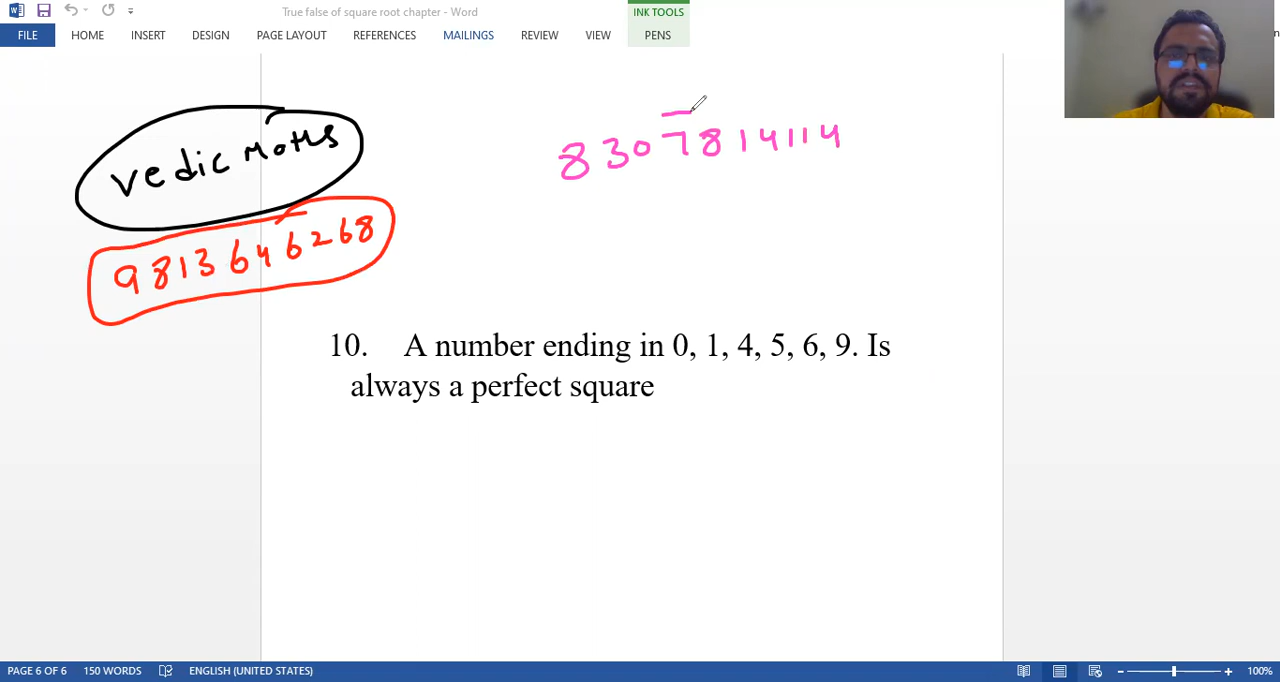 True false of square root chapter - Word
INK TOOLS
FILE HOME INSERT DESIGN PAGE LAYOUT REFERENCES MAILINGS REVIEW VIEW PENS
vedic maths
9813646268
8307814114
10. A number ending in 0, 1, 4, 5, 6, 9. Is
always a perfect square
PAGE 6 OF 6 150 WORDS ENGLISH (UNITED STATES) 100%